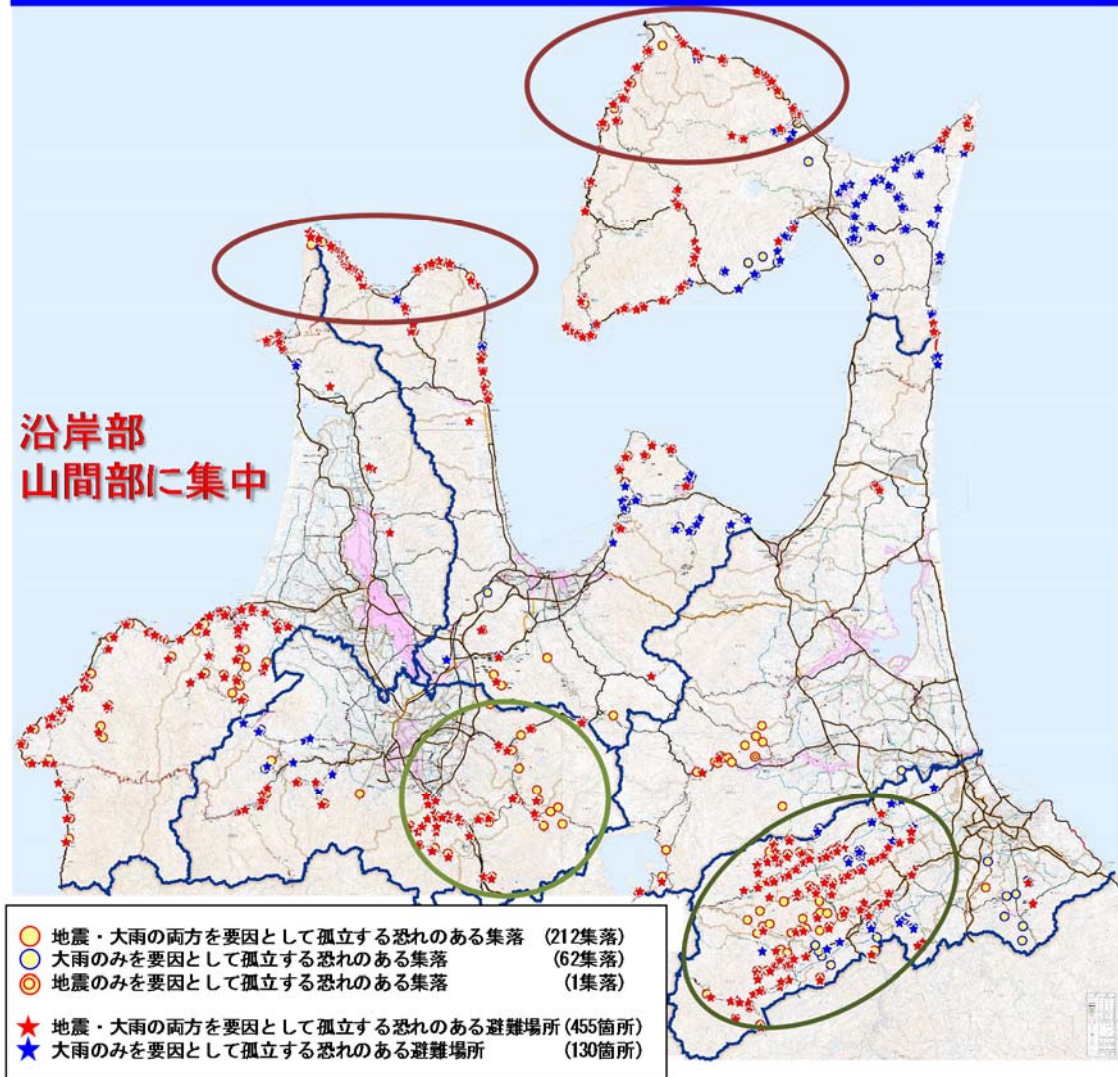 沿岸部
山間部に集中
地震・大雨の両方を要因として孤立する恐れのある集落 (212集落)
大雨のみを要因として孤立する恐れのある集落 (62集落)
地震のみを要因として孤立する恐れのある集落 (1集落)
地震・大雨の両方を要因として孤立する恐れのある避難場所(455箇所)
大雨のみを要因として孤立する恐れのある避難場所 (130箇所)